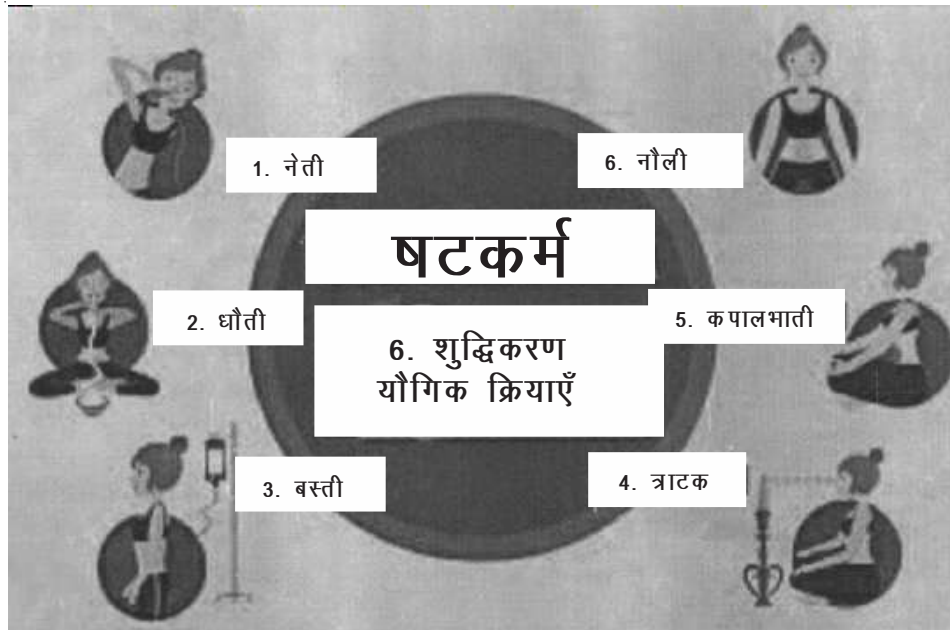 षटकर्म
6. शुद्धिकरण
यौगिक क्रियाएँ
1. नेती
2. धौती
3. बस्ती
4. त्राटक
5. कपालभाती
6. नौली